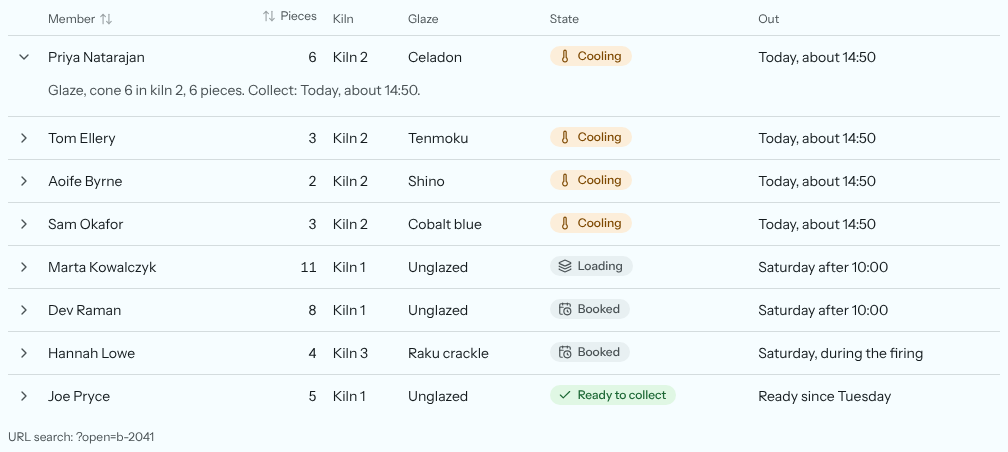 Member Pieces Kiln Glaze State Out
Priya Natarajan 6 Kiln 2 Celadon Cooling Today, about 14:50
Glaze, cone 6 in kiln 2, 6 pieces. Collect: Today, about 14:50.
Tom Ellery 3 Kiln 2 Tenmoku Cooling Today, about 14:50
Aoife Byrne 2 Kiln 2 Shino Cooling Today, about 14:50
Sam Okafor 3 Kiln 2 Cobalt blue Cooling Today, about 14:50
Marta Kowalczyk 11 Kiln 1 Unglazed Loading Saturday after 10:00
Dev Raman 8 Kiln 1 Unglazed Booked Saturday after 10:00
Hannah Lowe 4 Kiln 3 Raku crackle Booked Saturday, during the firing
Joe Pryce 5 Kiln 1 Unglazed Ready to collect Ready since Tuesday
URL search: ?open=b-2041